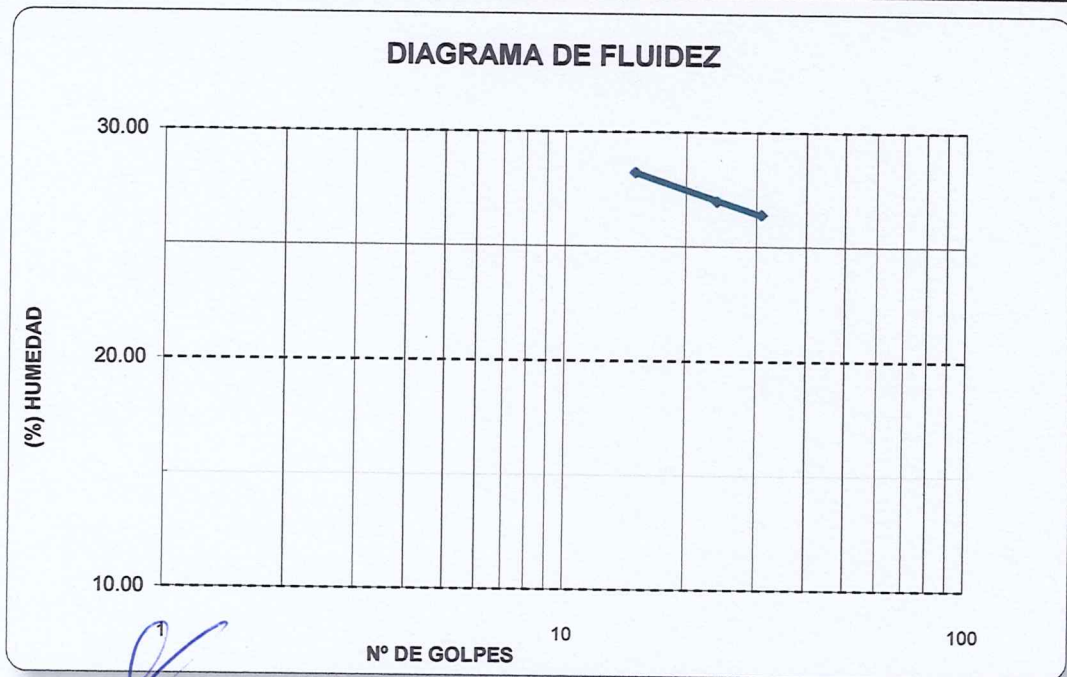 DIAGRAMA DE FLUIDEZ
30.00
20.00
10.00
(%) HUMEDAD
1
10
100
Nº DE GOLPES